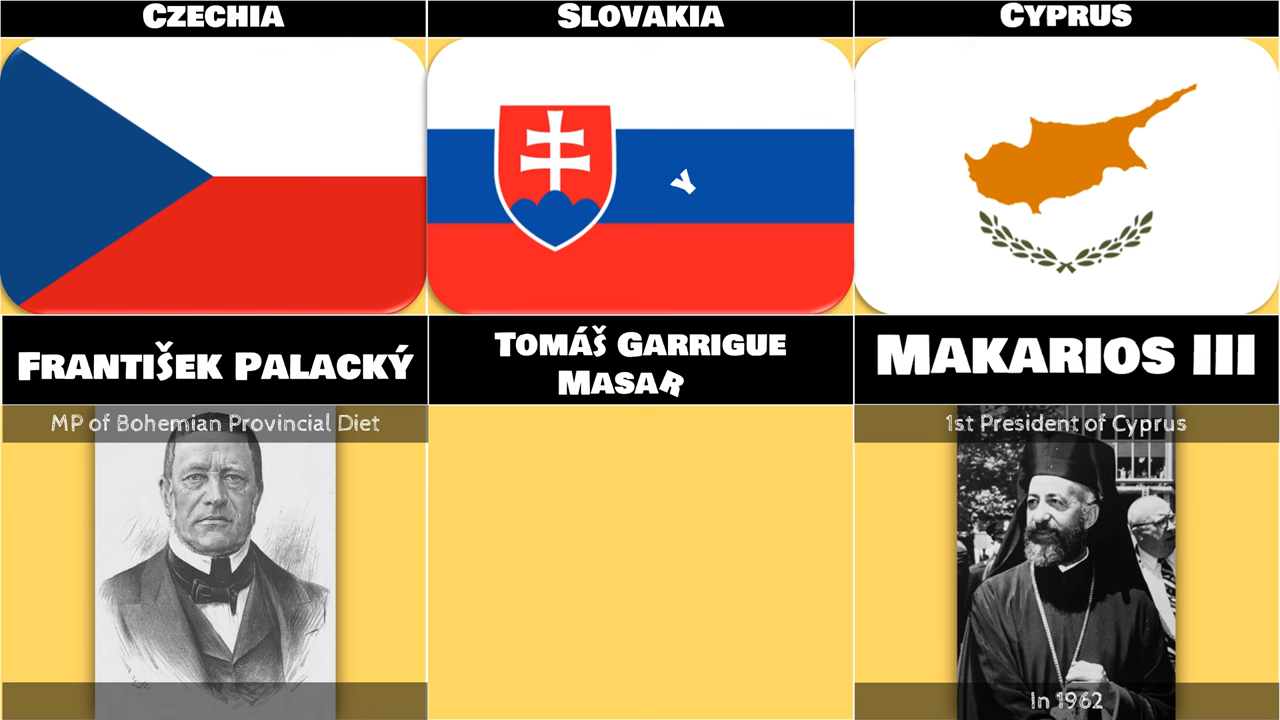 CZECHIA
SLOVAKIA
CYPRUS
Y
FRANTIŠEK PALACKÝ
TOMÁŠ GARRIGUE
MASAR
MAKARIOS III
MP of Bohemian Provincial Diet
1st President of Cyprus
In 1962